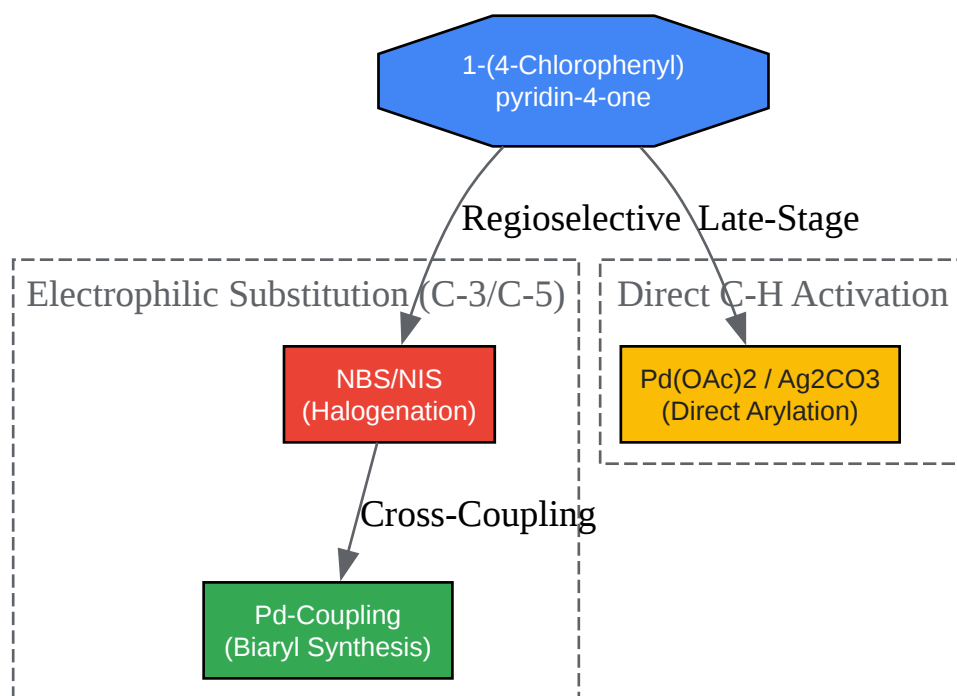 1-(4-Chlorophenyl)
pyridin-4-one
Regioselective
Late-Stage
Electrophilic Substitution (C-3/C-5)
Direct C-H Activation
NBS/NIS
(Halogenation)
Pd(OAc)2 / Ag2CO3
(Direct Arylation)
Cross-Coupling
Pd-Coupling
(Biaryl Synthesis)